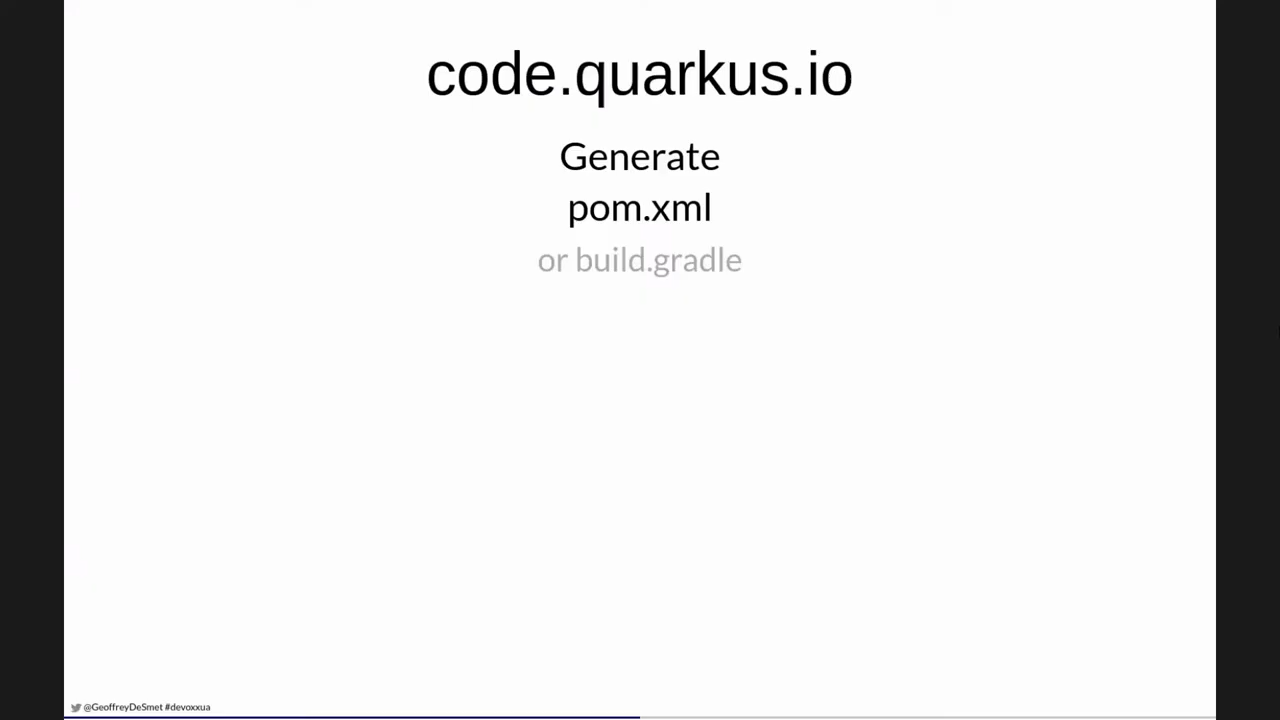 code.quarkus.io
Generate
pom.xml
or build.gradle
@GeoffreyDeSmet #devoxxua